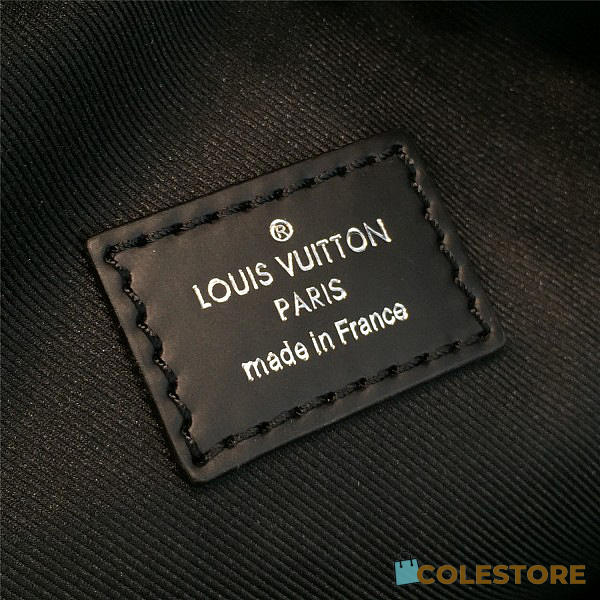 ®
LOUIS VUITTON
PARIS
made in France
COLESTORE